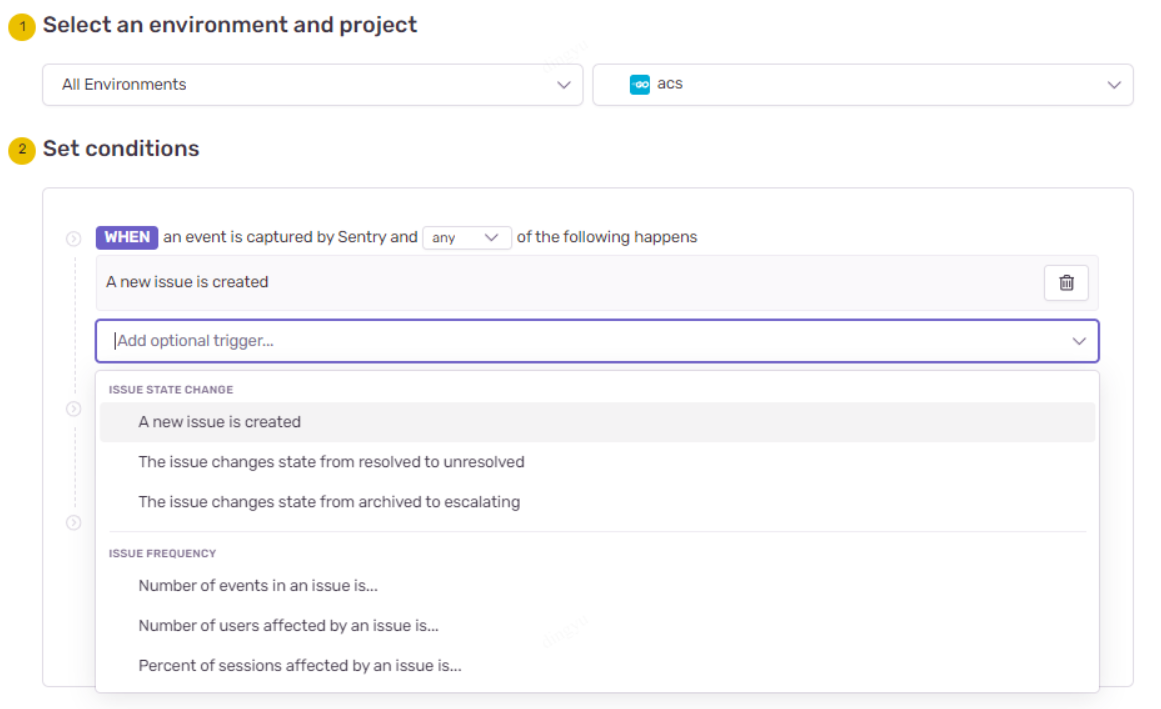 1 Select an environment and project
All Environments
GO acs
2 Set conditions
WHEN an event is captured by Sentry and any of the following happens
A new issue is created
Add optional trigger...
ISSUE STATE CHANGE
A new issue is created
The issue changes state from resolved to unresolved
The issue changes state from archived to escalating
ISSUE FREQUENCY
Number of events in an issue is...
Number of users affected by an issue is...
Percent of sessions affected by an issue is...